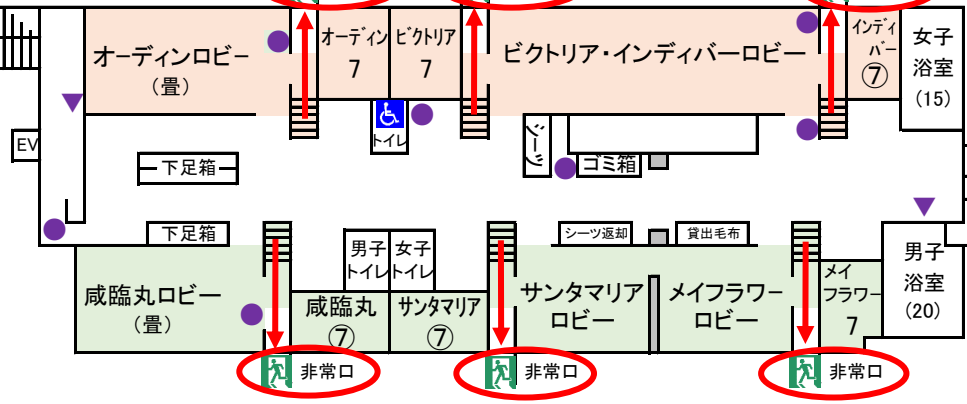 オーディンロビー
(畳)
オーディン
7
ビクトリア
7
ビクトリア・インディバーロビー
インディ
バー
⑦
女子
浴室
(15)
トイレ
EV
下足箱
シーツ
ゴミ箱
下足箱
シーツ返却
貸出毛布
男子
トイレ
女子
トイレ
男子
浴室
(20)
咸臨丸ロビー
(畳)
咸臨丸
⑦
サンタマリア
⑦
サンタマリア
ロビー
メイフラワー
ロビー
メイ
フラワー
7
非常口
非常口
非常口